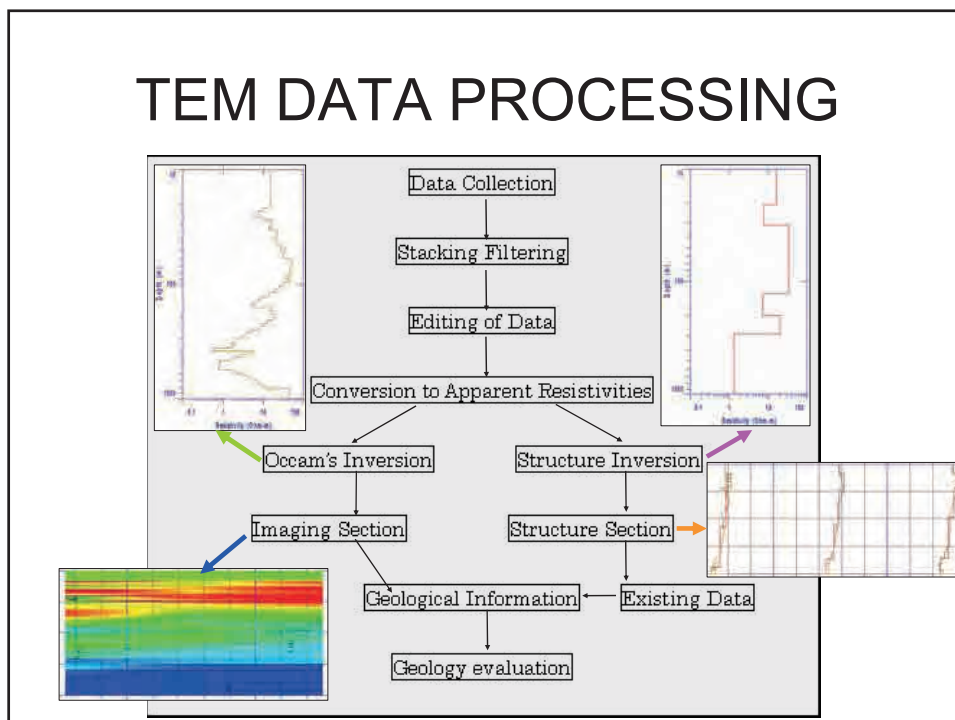 TEM DATA PROCESSING
Data Collection
Stacking Filtering
Editing of Data
Conversion to Apparent Resistivities
Occam's Inversion
Structure Inversion
Imaging Section
Structure Section
Geological Information
Existing Data
Geology evaluation